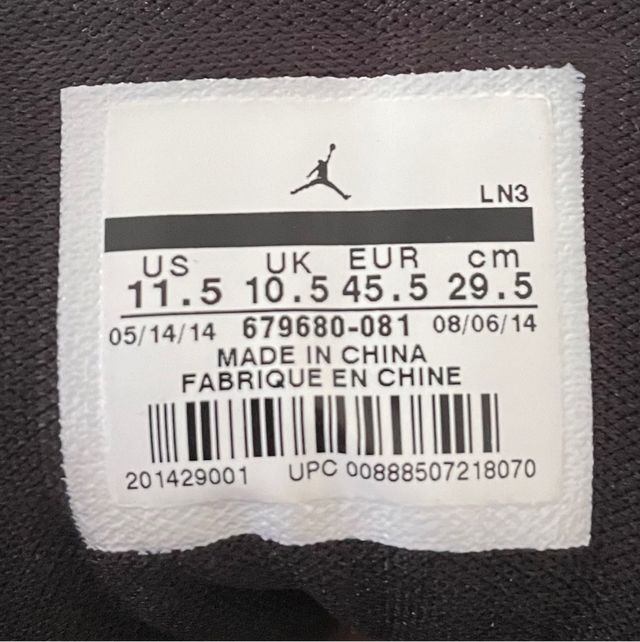 LN3
US UK EUR cm
11.5 10.5 45.5 29.5
05/14/14 679680-081 08/06/14
MADE IN CHINA
FABRIQUE EN CHINE
201429001 UPC 00888507218070